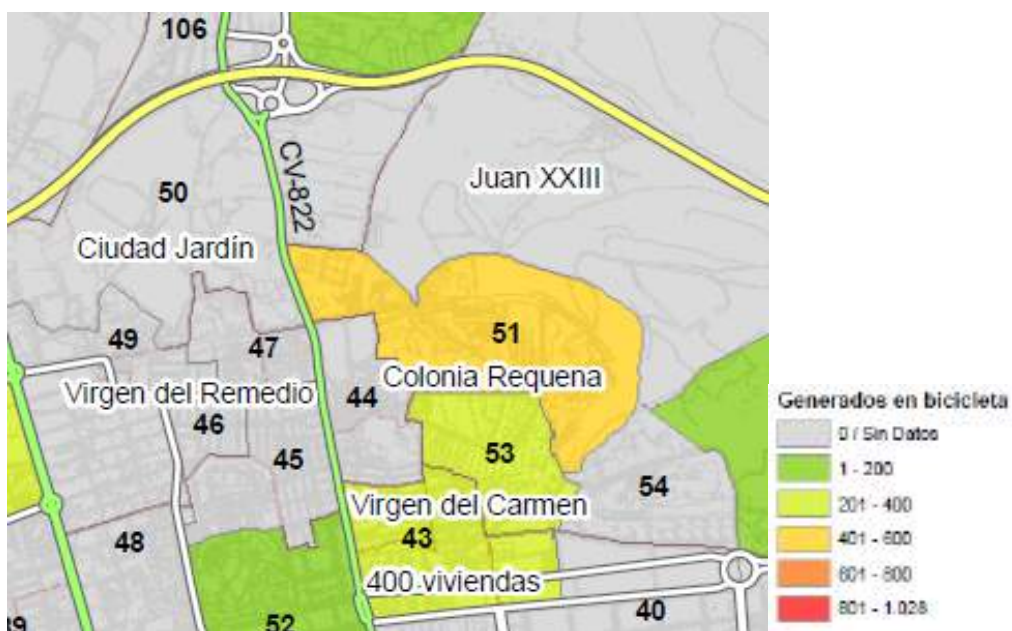 106
CV-822
Juan XXIII
50
Ciudad Jardín
49
47
51
Virgen del Remedio
44
Colonia Requena
46
45
53
54
Virgen del Carmen
48
43
400 viviendas
52
40
39
Generados en bicicleta
0 / Sin Datos
1 - 200
201 - 400
401 - 600
601 - 800
801 - 1.028